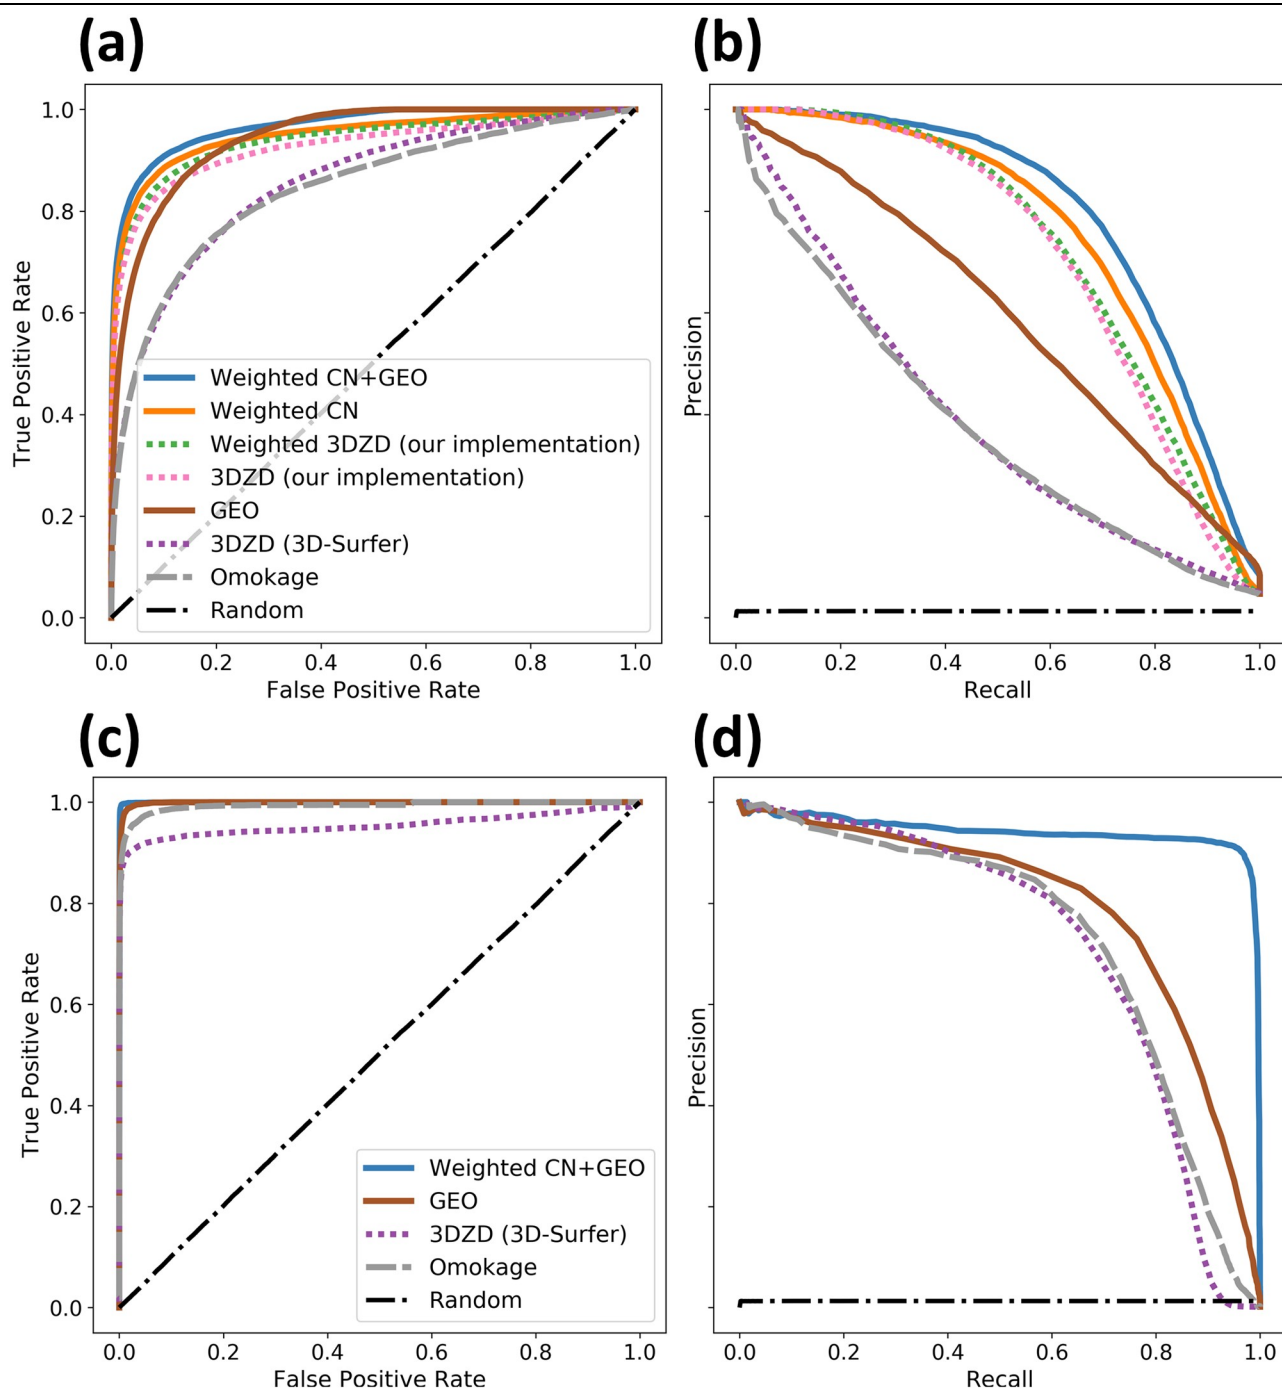 (a)
(b)
1.0
0.8
0.6
0.4
0.2
0.0
True Positive Rate
Weighted CN+GEO
Weighted CN
Weighted 3DZD (our implementation)
3DZD (our implementation)
GEO
3DZD (3D-Surfer)
Omokage
Random
0.0 0.2 0.4 0.6 0.8 1.0
False Positive Rate
Precision
0.0 0.2 0.4 0.6 0.8 1.0
Recall
(c)
(d)
1.0
0.8
0.6
0.4
0.2
0.0
True Positive Rate
Weighted CN+GEO
GEO
3DZD (3D-Surfer)
Omokage
Random
0.0 0.2 0.4 0.6 0.8 1.0
False Positive Rate
Precision
0.0 0.2 0.4 0.6 0.8 1.0
Recall